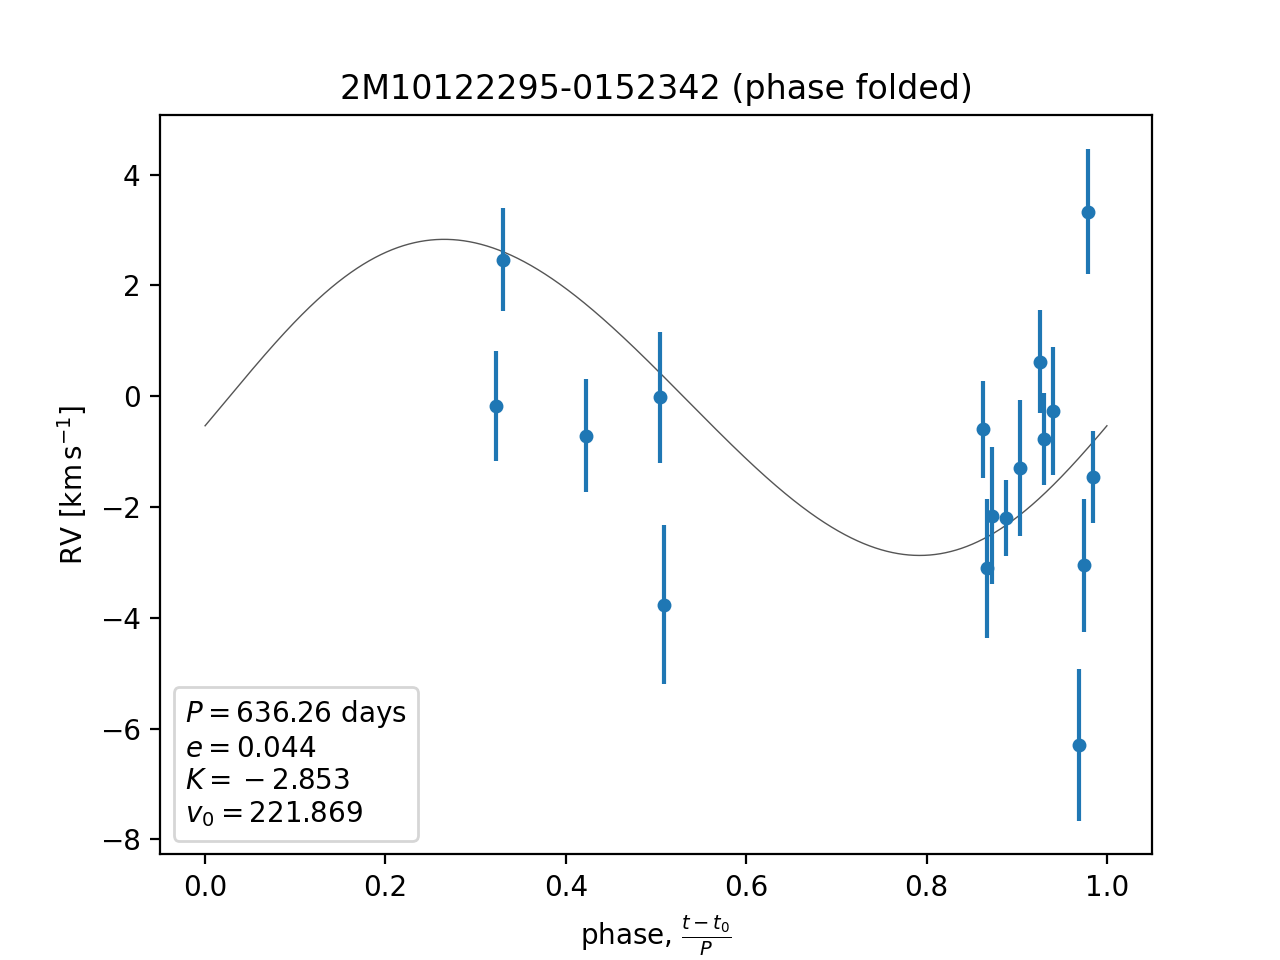 2M10122295-0152342 (phase folded)
4
2
0
−2
−4
−6
−8
RV [km s⁻¹]
P = 636.26 days
e = 0.044
K = −2.853
v₀ = 221.869
0.0 0.2 0.4 0.6 0.8 1.0
phase, (t − t₀)/P